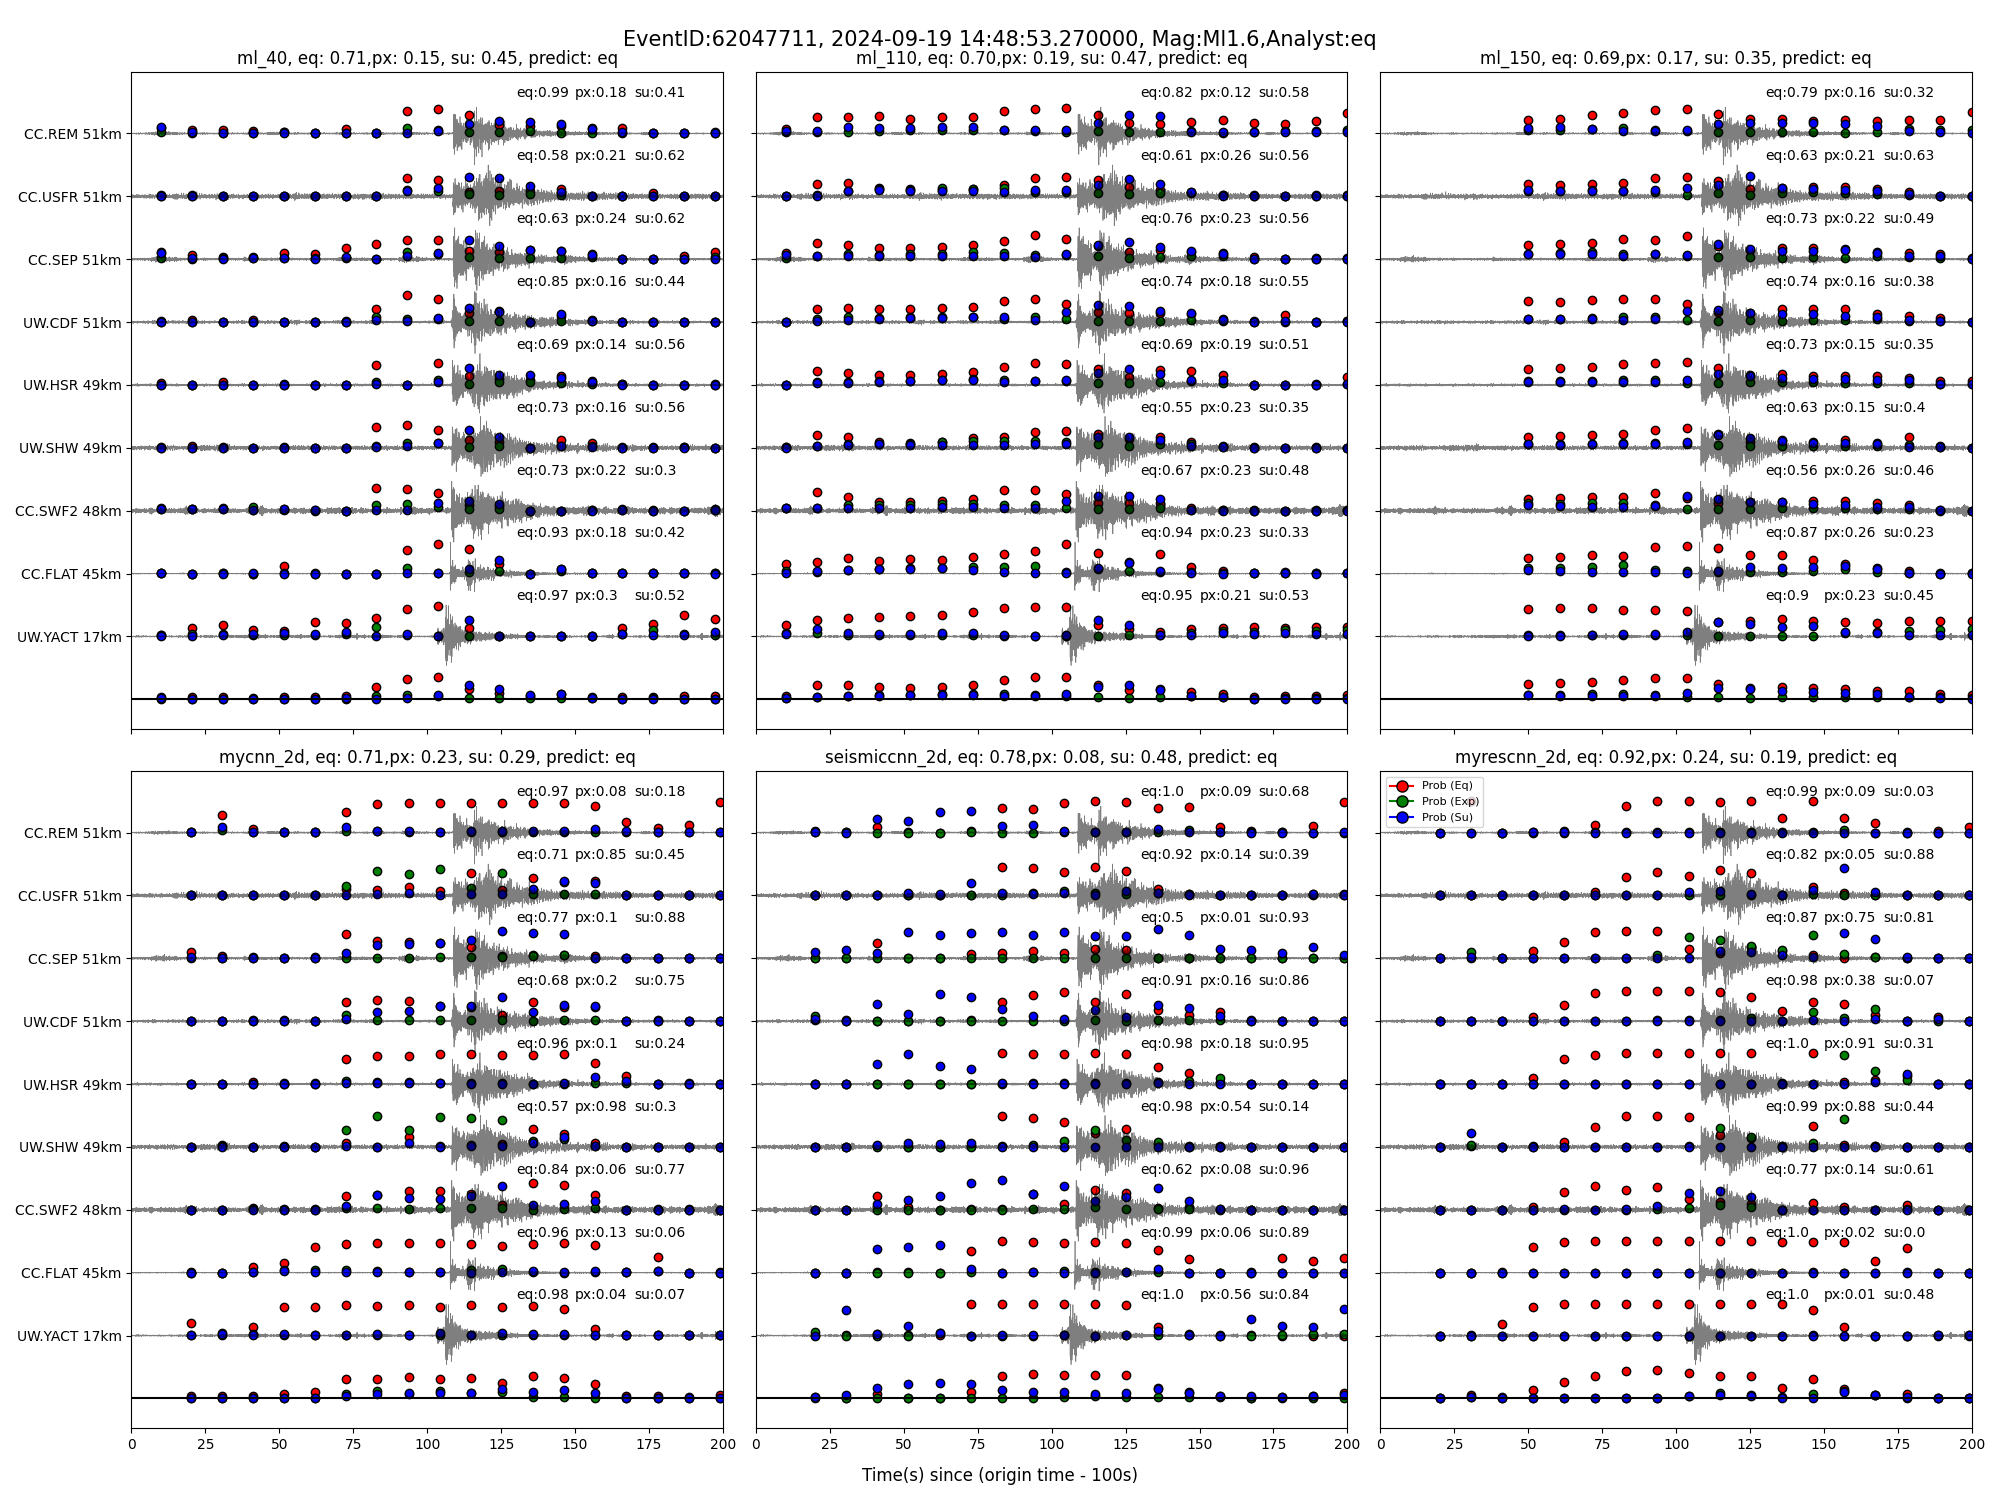 EventID:62047711, 2024-09-19 14:48:53.270000, Mag:Ml1.6,Analyst:eq
ml_40, eq: 0.71,px: 0.15, su: 0.45, predict: eq
CC.REM 51km eq:0.99 px:0.18 su:0.41
CC.USFR 51km eq:0.58 px:0.21 su:0.62
CC.SEP 51km eq:0.63 px:0.24 su:0.62
UW.CDF 51km eq:0.85 px:0.16 su:0.44
UW.HSR 49km eq:0.69 px:0.14 su:0.56
UW.SHW 49km eq:0.73 px:0.16 su:0.56
CC.SWF2 48km eq:0.73 px:0.22 su:0.3
CC.FLAT 45km eq:0.93 px:0.18 su:0.42
UW.YACT 17km eq:0.97 px:0.3 su:0.52
ml_110, eq: 0.70,px: 0.19, su: 0.47, predict: eq
eq:0.82 px:0.12 su:0.58
eq:0.61 px:0.26 su:0.56
eq:0.76 px:0.23 su:0.56
eq:0.74 px:0.18 su:0.55
eq:0.69 px:0.19 su:0.51
eq:0.55 px:0.23 su:0.35
eq:0.67 px:0.23 su:0.48
eq:0.94 px:0.23 su:0.33
eq:0.95 px:0.21 su:0.53
ml_150, eq: 0.69,px: 0.17, su: 0.35, predict: eq
eq:0.79 px:0.16 su:0.32
eq:0.63 px:0.21 su:0.63
eq:0.73 px:0.22 su:0.49
eq:0.74 px:0.16 su:0.38
eq:0.73 px:0.15 su:0.35
eq:0.63 px:0.15 su:0.4
eq:0.56 px:0.26 su:0.46
eq:0.87 px:0.26 su:0.23
eq:0.9 px:0.23 su:0.45
mycnn_2d, eq: 0.71,px: 0.23, su: 0.29, predict: eq
CC.REM 51km eq:0.97 px:0.08 su:0.18
CC.USFR 51km eq:0.71 px:0.85 su:0.45
CC.SEP 51km eq:0.77 px:0.1 su:0.88
UW.CDF 51km eq:0.68 px:0.2 su:0.75
UW.HSR 49km eq:0.96 px:0.1 su:0.24
UW.SHW 49km eq:0.57 px:0.98 su:0.3
CC.SWF2 48km eq:0.84 px:0.06 su:0.77
CC.FLAT 45km eq:0.96 px:0.13 su:0.06
UW.YACT 17km eq:0.98 px:0.04 su:0.07
0 25 50 75 100 125 150 175 200
seismiccnn_2d, eq: 0.78,px: 0.08, su: 0.48, predict: eq
eq:1.0 px:0.09 su:0.68
eq:0.92 px:0.14 su:0.39
eq:0.5 px:0.01 su:0.93
eq:0.91 px:0.16 su:0.86
eq:0.98 px:0.18 su:0.95
eq:0.98 px:0.54 su:0.14
eq:0.62 px:0.08 su:0.96
eq:0.99 px:0.06 su:0.89
eq:1.0 px:0.56 su:0.84
0 25 50 75 100 125 150 175 200
myrescnn_2d, eq: 0.92,px: 0.24, su: 0.19, predict: eq
Prob (Eq)
Prob (Exp)
Prob (Su)
eq:0.99 px:0.09 su:0.03
eq:0.82 px:0.05 su:0.88
eq:0.87 px:0.75 su:0.81
eq:0.98 px:0.38 su:0.07
eq:1.0 px:0.91 su:0.31
eq:0.99 px:0.88 su:0.44
eq:0.77 px:0.14 su:0.61
eq:1.0 px:0.02 su:0.0
eq:1.0 px:0.01 su:0.48
0 25 50 75 100 125 150 175 200
Time(s) since (origin time - 100s)